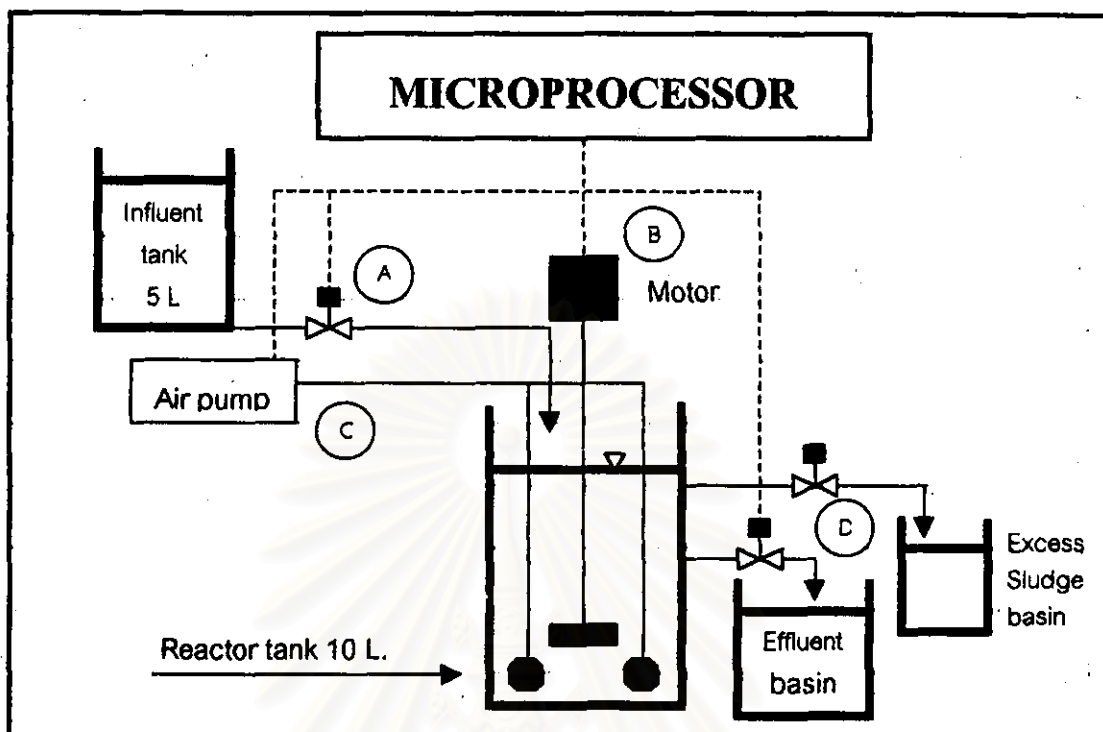 MICROPROCESSOR
Influent
tank
5 L
A
B
Motor
Air pump
C
D
Excess
Sludge
basin
Reactor tank 10 L.
Effluent
basin